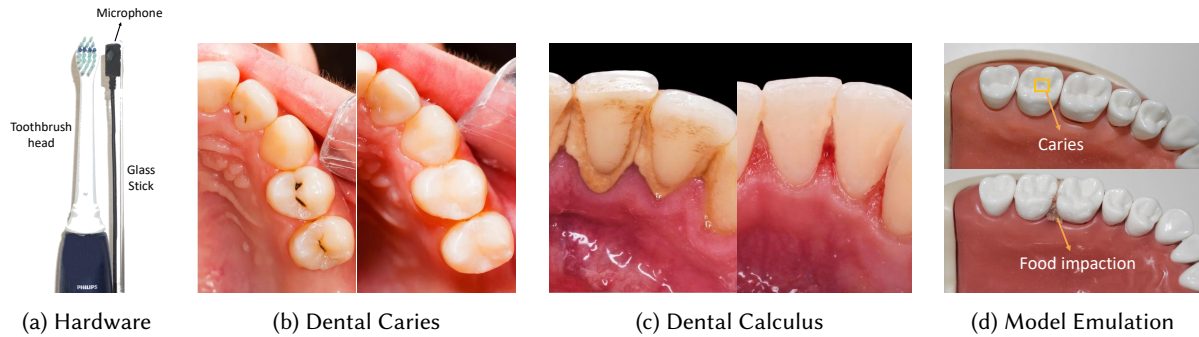 Microphone
Toothbrush
head
Glass
Stick
PHILIPS
Caries
Food impaction
(a) Hardware
(b) Dental Caries
(c) Dental Calculus
(d) Model Emulation